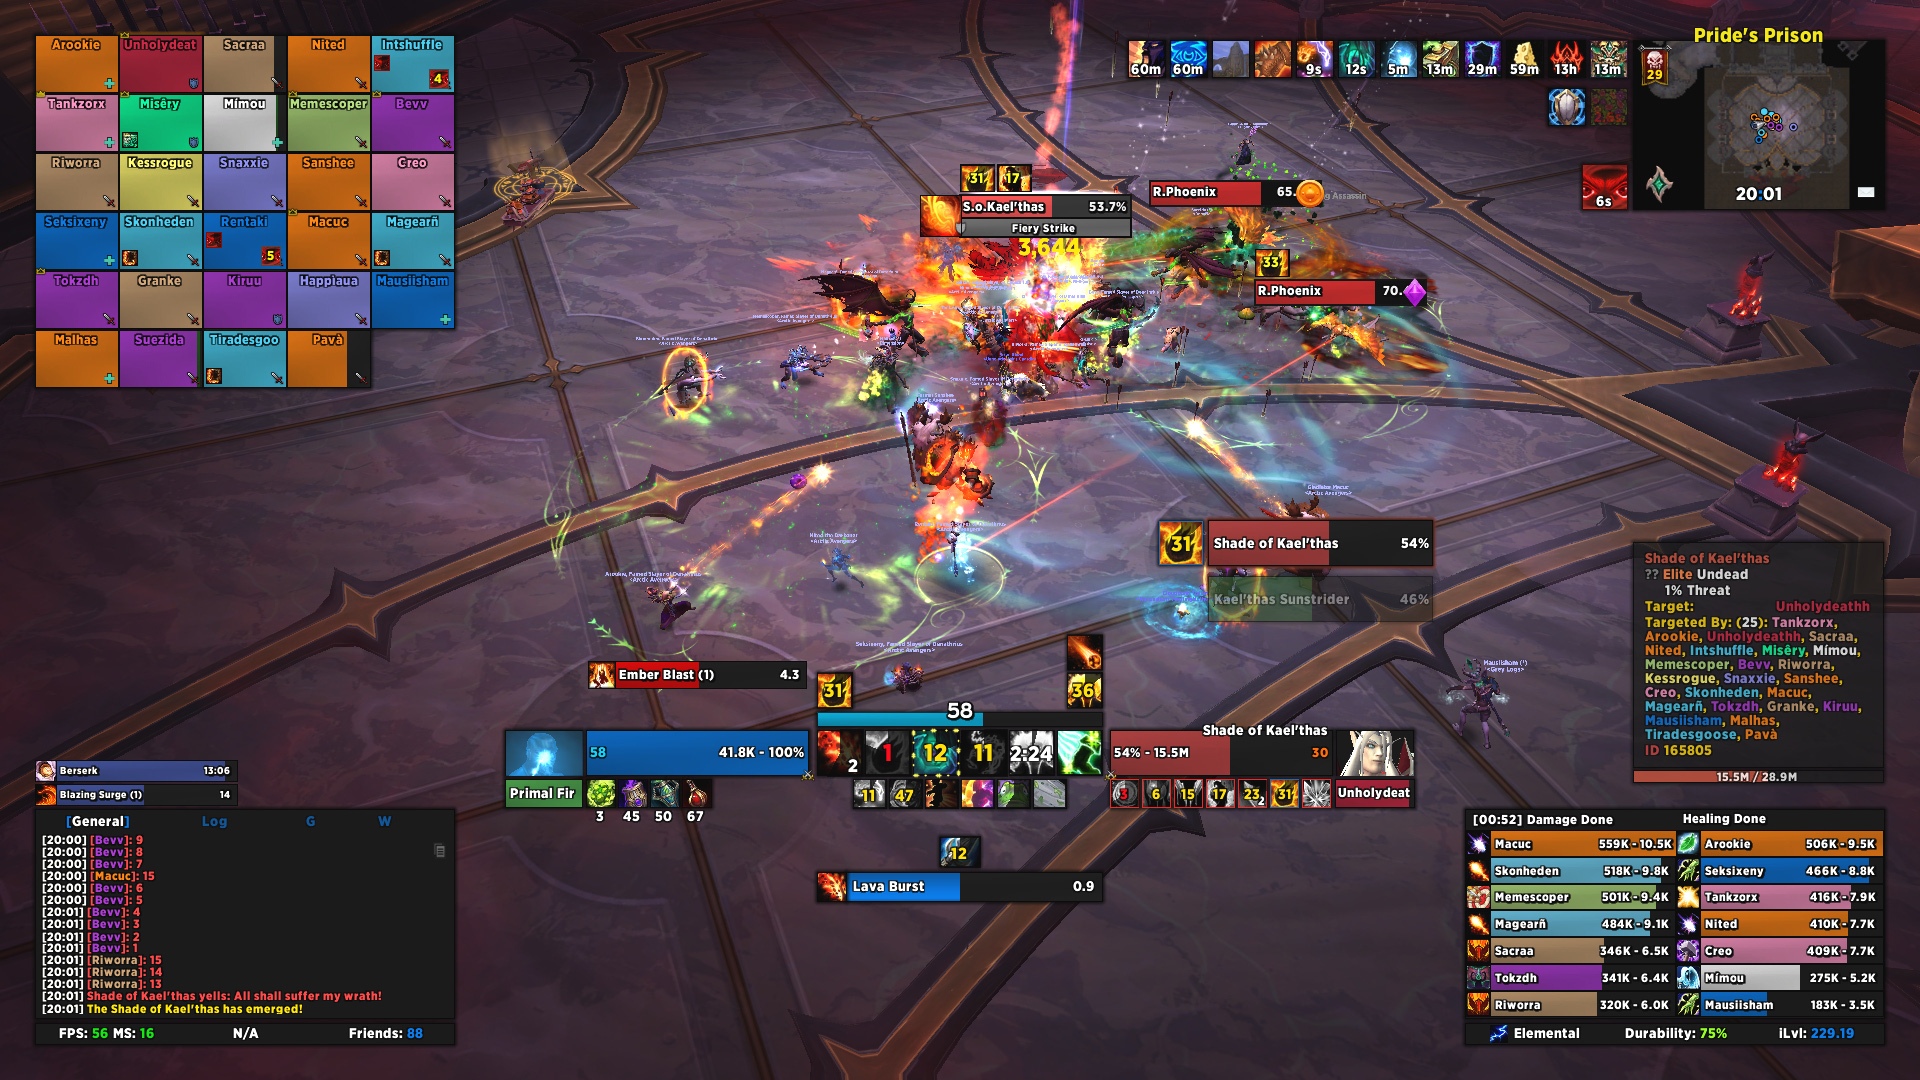 Arookie
Unholydeat
Sacraa
Nited
Intshuffle
4
Tankzorx
Misêry
Mímou
Memescoper
Bevv
Riworra
Kessrogue
Snaxxie
Sanshee
Creo
Seksixeny
Skonheden
Rentaki
5
Macuc
Magearñ
Tokzdh
Granke
Kiruu
Happiaua
Mausiisham
Malhas
Suezida
Tiradesgoo
Pavà
60m
60m
9s
12s
5m
13m
29m
59m
13h
13m
Pride's Prison
29
20:01
6s
31
17
S.o.Kael'thas
53.7%
Fiery Strike
3,644
R.Phoenix
65.
g Assassin
33
R.Phoenix
70.
31
Shade of Kael'thas
54%
Kael'thas Sunstrider
46%
Shade of Kael'thas
?? Elite Undead
1% Threat
Target: Unholydeathh
Targeted By: (25): Tankzorx,
Arookie, Unholydeathh, Sacraa,
Nited, Intshuffle, Misêry, Mímou,
Memescoper, Bevv, Riworra,
Kessrogue, Snaxxie, Sanshee,
Creo, Skonheden, Macuc,
Magearñ, Tokzdh, Granke, Kiruu,
Mausiisham, Malhas,
Tiradesgoose, Pavà
ID 165805
15.5M / 28.9M
Ember Blast (1)
4.3
31
36
58
58
41.8K - 100%
2
1
12
11
2:24
Shade of Kael'thas
54% - 15.5M
30
Primal Fir
3
45
50
67
11
47
3
6
15
17
23
2
31
Unholydeat
12
Lava Burst
0.9
Berserk
13:06
Blazing Surge (1)
14
[General]
Log
G
W
[20:00] [Bevv]: 9
[20:00] [Bevv]: 8
[20:00] [Bevv]: 7
[20:00] [Macuc]: 15
[20:00] [Bevv]: 6
[20:00] [Bevv]: 5
[20:01] [Bevv]: 4
[20:01] [Bevv]: 3
[20:01] [Bevv]: 2
[20:01] [Bevv]: 1
[20:01] [Riworra]: 15
[20:01] [Riworra]: 14
[20:01] [Riworra]: 13
[20:01] Shade of Kael'thas yells: All shall suffer my wrath!
[20:01] The Shade of Kael'thas has emerged!
FPS: 56 MS: 16
N/A
Friends: 88
[00:52] Damage Done
Healing Done
Macuc 559K - 10.5K
Arookie 506K - 9.5K
Skonheden 518K - 9.8K
Seksixeny 466K - 8.8K
Memescoper 501K - 9.4K
Tankzorx 416K - 7.9K
Magearñ 484K - 9.1K
Nited 410K - 7.7K
Sacraa 346K - 6.5K
Creo 409K - 7.7K
Tokzdh 341K - 6.4K
Mímou 275K - 5.2K
Riworra 320K - 6.0K
Mausiisham 183K - 3.5K
Elemental
Durability: 75%
iLvl: 229.19